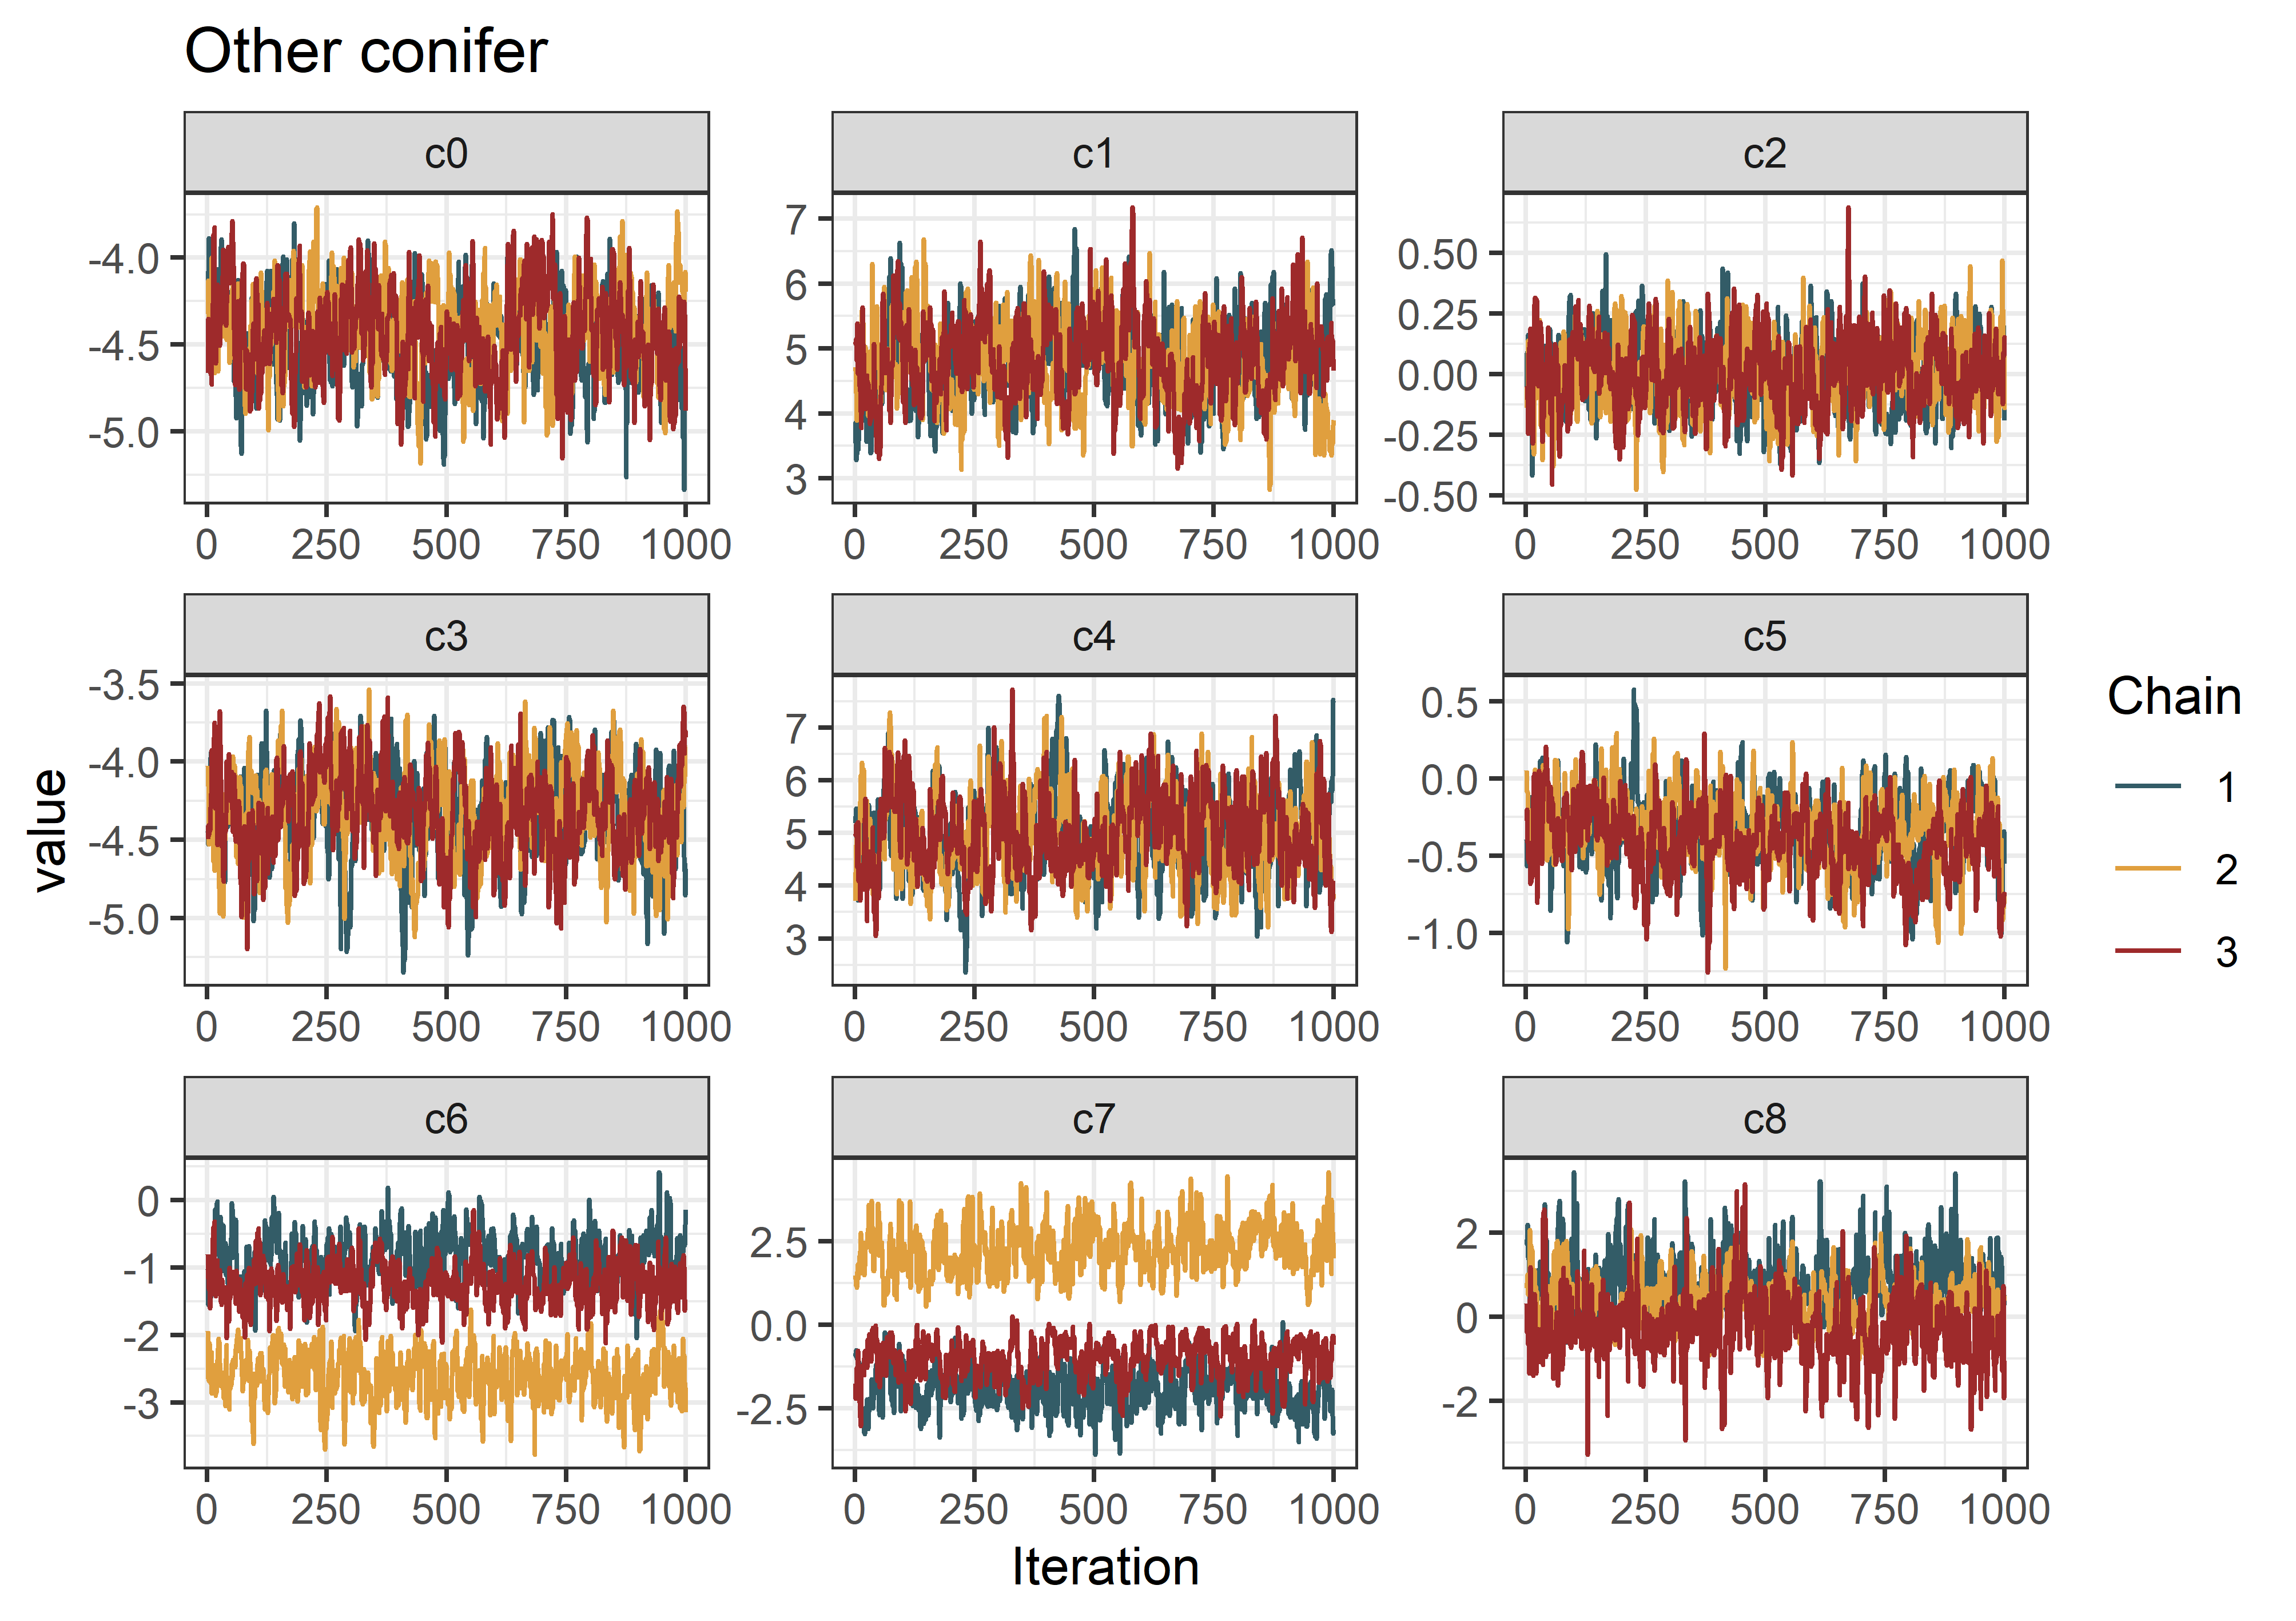 Other conifer
c0 c1 c2
-4.0 -4.5 -5.0
7 6 5 4 3
0.50 0.25 0.00 -0.25 -0.50
0 250 500 750 1000 0 250 500 750 1000 0 250 500 750 1000
c3 c4 c5
-3.5 -4.0 -4.5 -5.0
7 6 5 4 3
0.5 0.0 -0.5 -1.0
0 250 500 750 1000 0 250 500 750 1000 0 250 500 750 1000
c6 c7 c8
0 -1 -2 -3
2.5 0.0 -2.5
2 0 -2
0 250 500 750 1000 0 250 500 750 1000 0 250 500 750 1000
value
Iteration
Chain
1
2
3